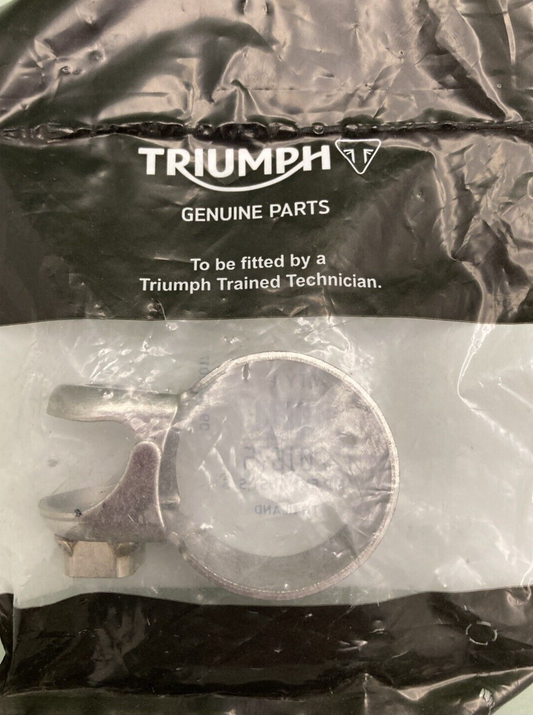 TRIUMPH
GENUINE PARTS
To be fitted by a
Triumph Trained Technician.